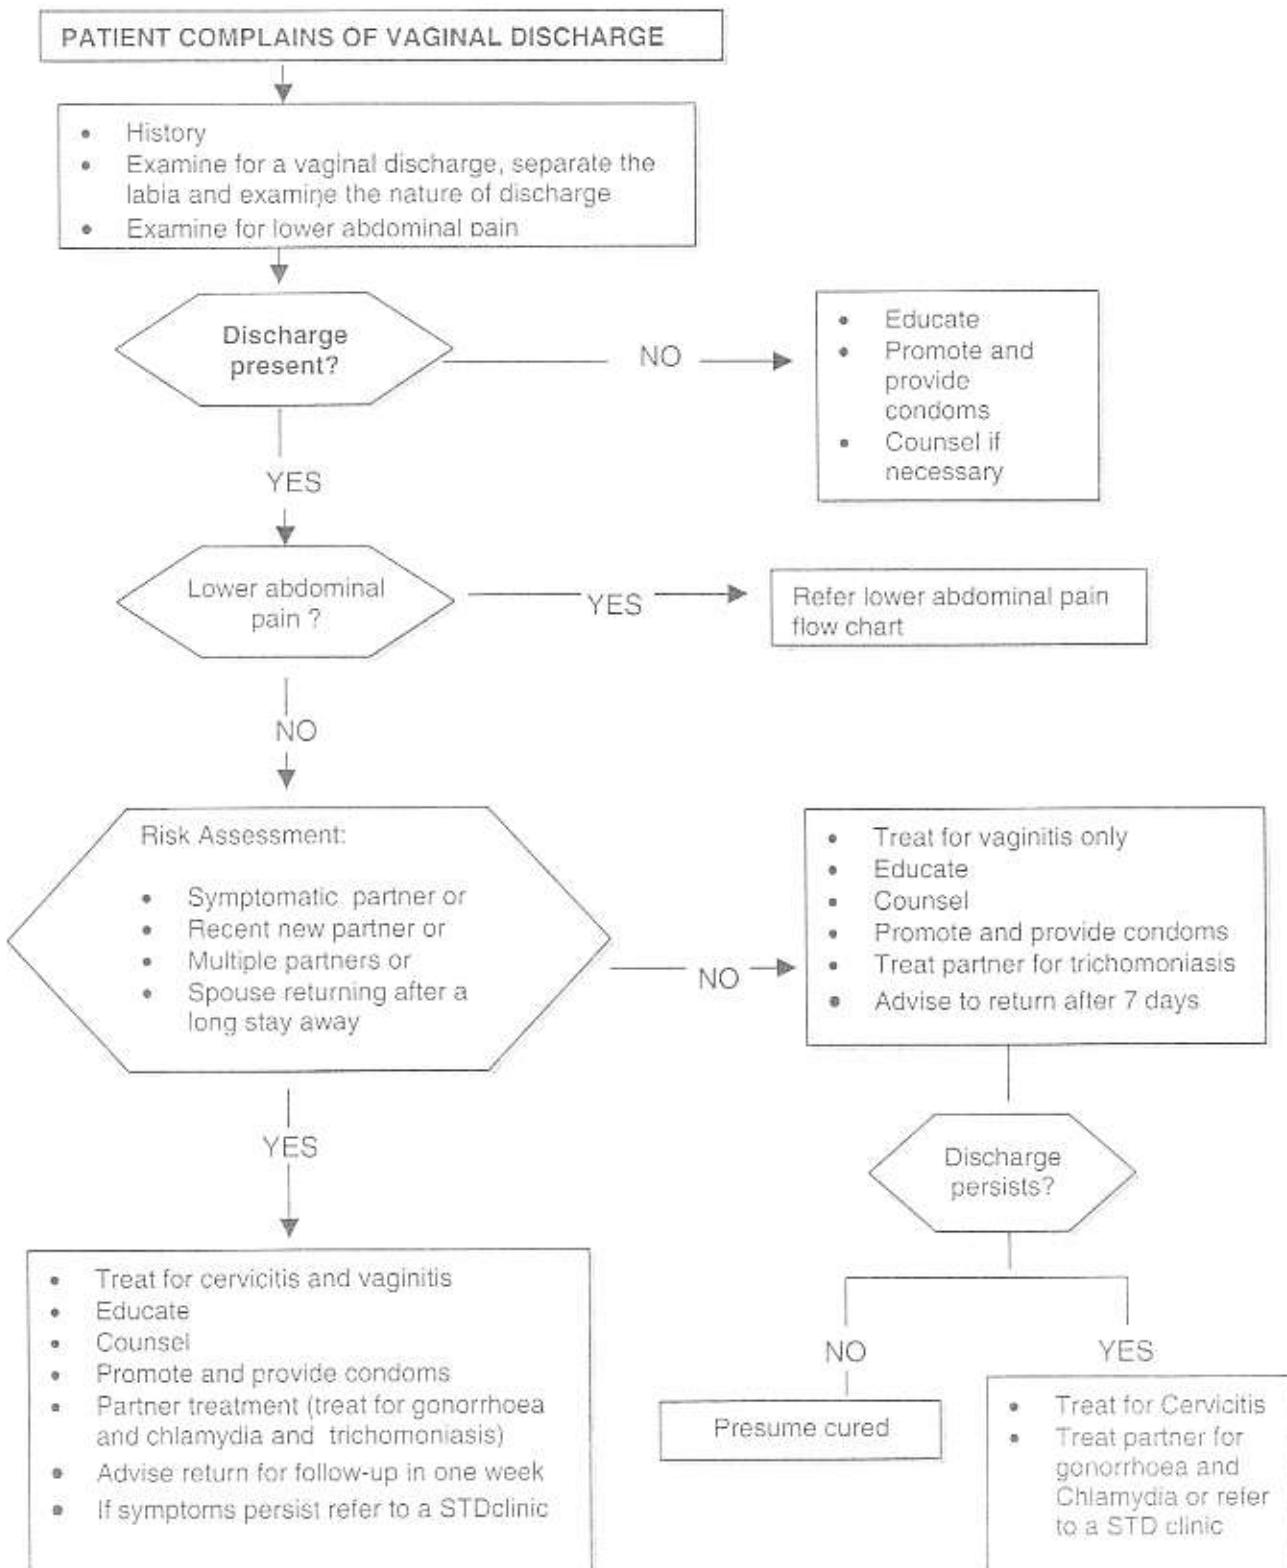 PATIENT COMPLAINS OF VAGINAL DISCHARGE
• History
• Examine for a vaginal discharge, separate the
labia and examine the nature of discharge
• Examine for lower abdominal pain
Discharge
present?
NO
• Educate
• Promote and
provide
condoms
• Counsel if
necessary
YES
Lower abdominal
pain ?
YES
Refer lower abdominal pain
flow chart
NO
Risk Assessment:
• Symptomatic partner or
• Recent new partner or
• Multiple partners or
• Spouse returning after a
long stay away
NO
• Treat for vaginitis only
• Educate
• Counsel
• Promote and provide condoms
• Treat partner for trichomoniasis
• Advise to return after 7 days
YES
Discharge
persists?
• Treat for cervicitis and vaginitis
• Educate
• Counsel
• Promote and provide condoms
• Partner treatment (treat for gonorrhoea
and chlamydia and trichomoniasis)
• Advise return for follow-up in one week
• If symptoms persist refer to a STDclinic
NO
Presume cured
YES
• Treat for Cervicitis
• Treat partner for
gonorrhoea and
Chlamydia or refer
to a STD clinic